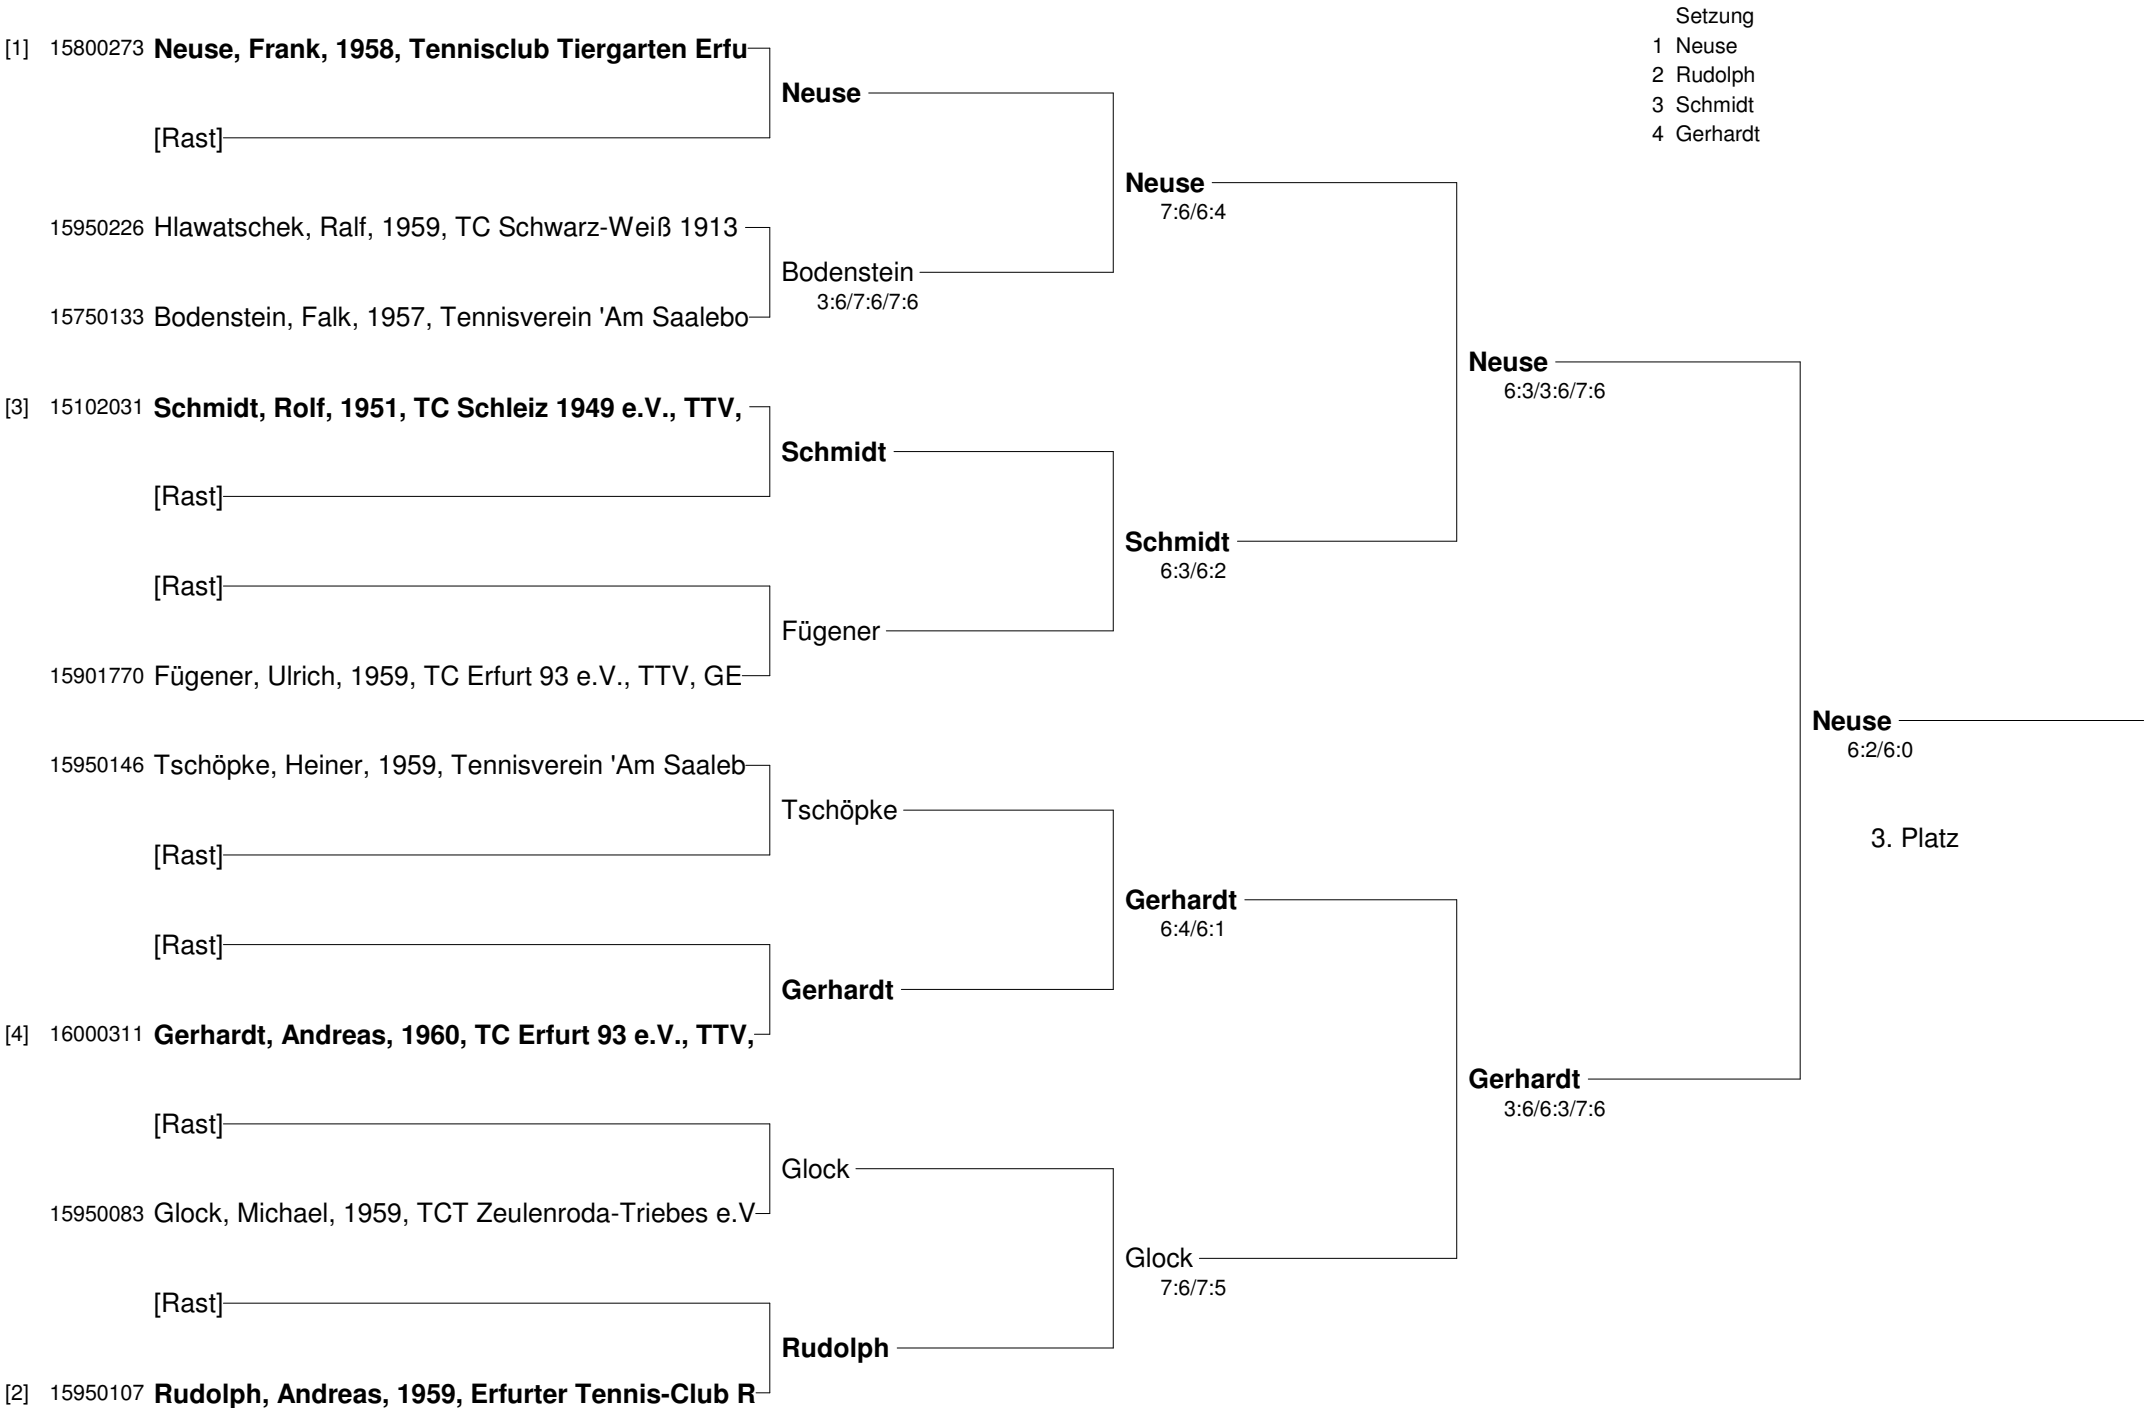 Setzung
1 Neuse
2 Rudolph
3 Schmidt
4 Gerhardt
[1] 15800273 Neuse, Frank, 1958, Tennisclub Tiergarten Erfu
Neuse
[Rast]
Neuse
7:6/6:4
15950226 Hlawatschek, Ralf, 1959, TC Schwarz-Weiß 1913
Bodenstein
3:6/7:6/7:6
15750133 Bodenstein, Falk, 1957, Tennisverein 'Am Saalebo
Neuse
6:3/3:6/7:6
[3] 15102031 Schmidt, Rolf, 1951, TC Schleiz 1949 e.V., TTV,
Schmidt
[Rast]
Schmidt
6:3/6:2
[Rast]
Fügener
15901770 Fügener, Ulrich, 1959, TC Erfurt 93 e.V., TTV, GE
Neuse
6:2/6:0
15950146 Tschöpke, Heiner, 1959, Tennisverein 'Am Saaleb
Tschöpke
3. Platz
[Rast]
Gerhardt
6:4/6:1
[Rast]
Gerhardt
[4] 16000311 Gerhardt, Andreas, 1960, TC Erfurt 93 e.V., TTV,
Gerhardt
3:6/6:3/7:6
[Rast]
Glock
15950083 Glock, Michael, 1959, TCT Zeulenroda-Triebes e.V
Glock
7:6/7:5
[Rast]
Rudolph
[2] 15950107 Rudolph, Andreas, 1959, Erfurter Tennis-Club R